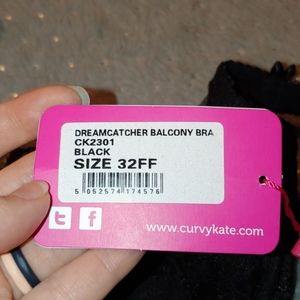 DREAMCATCHER BALCONY BRA
CK2301
BLACK
SIZE 32FF
5 052574 174576
www.curvykate.com